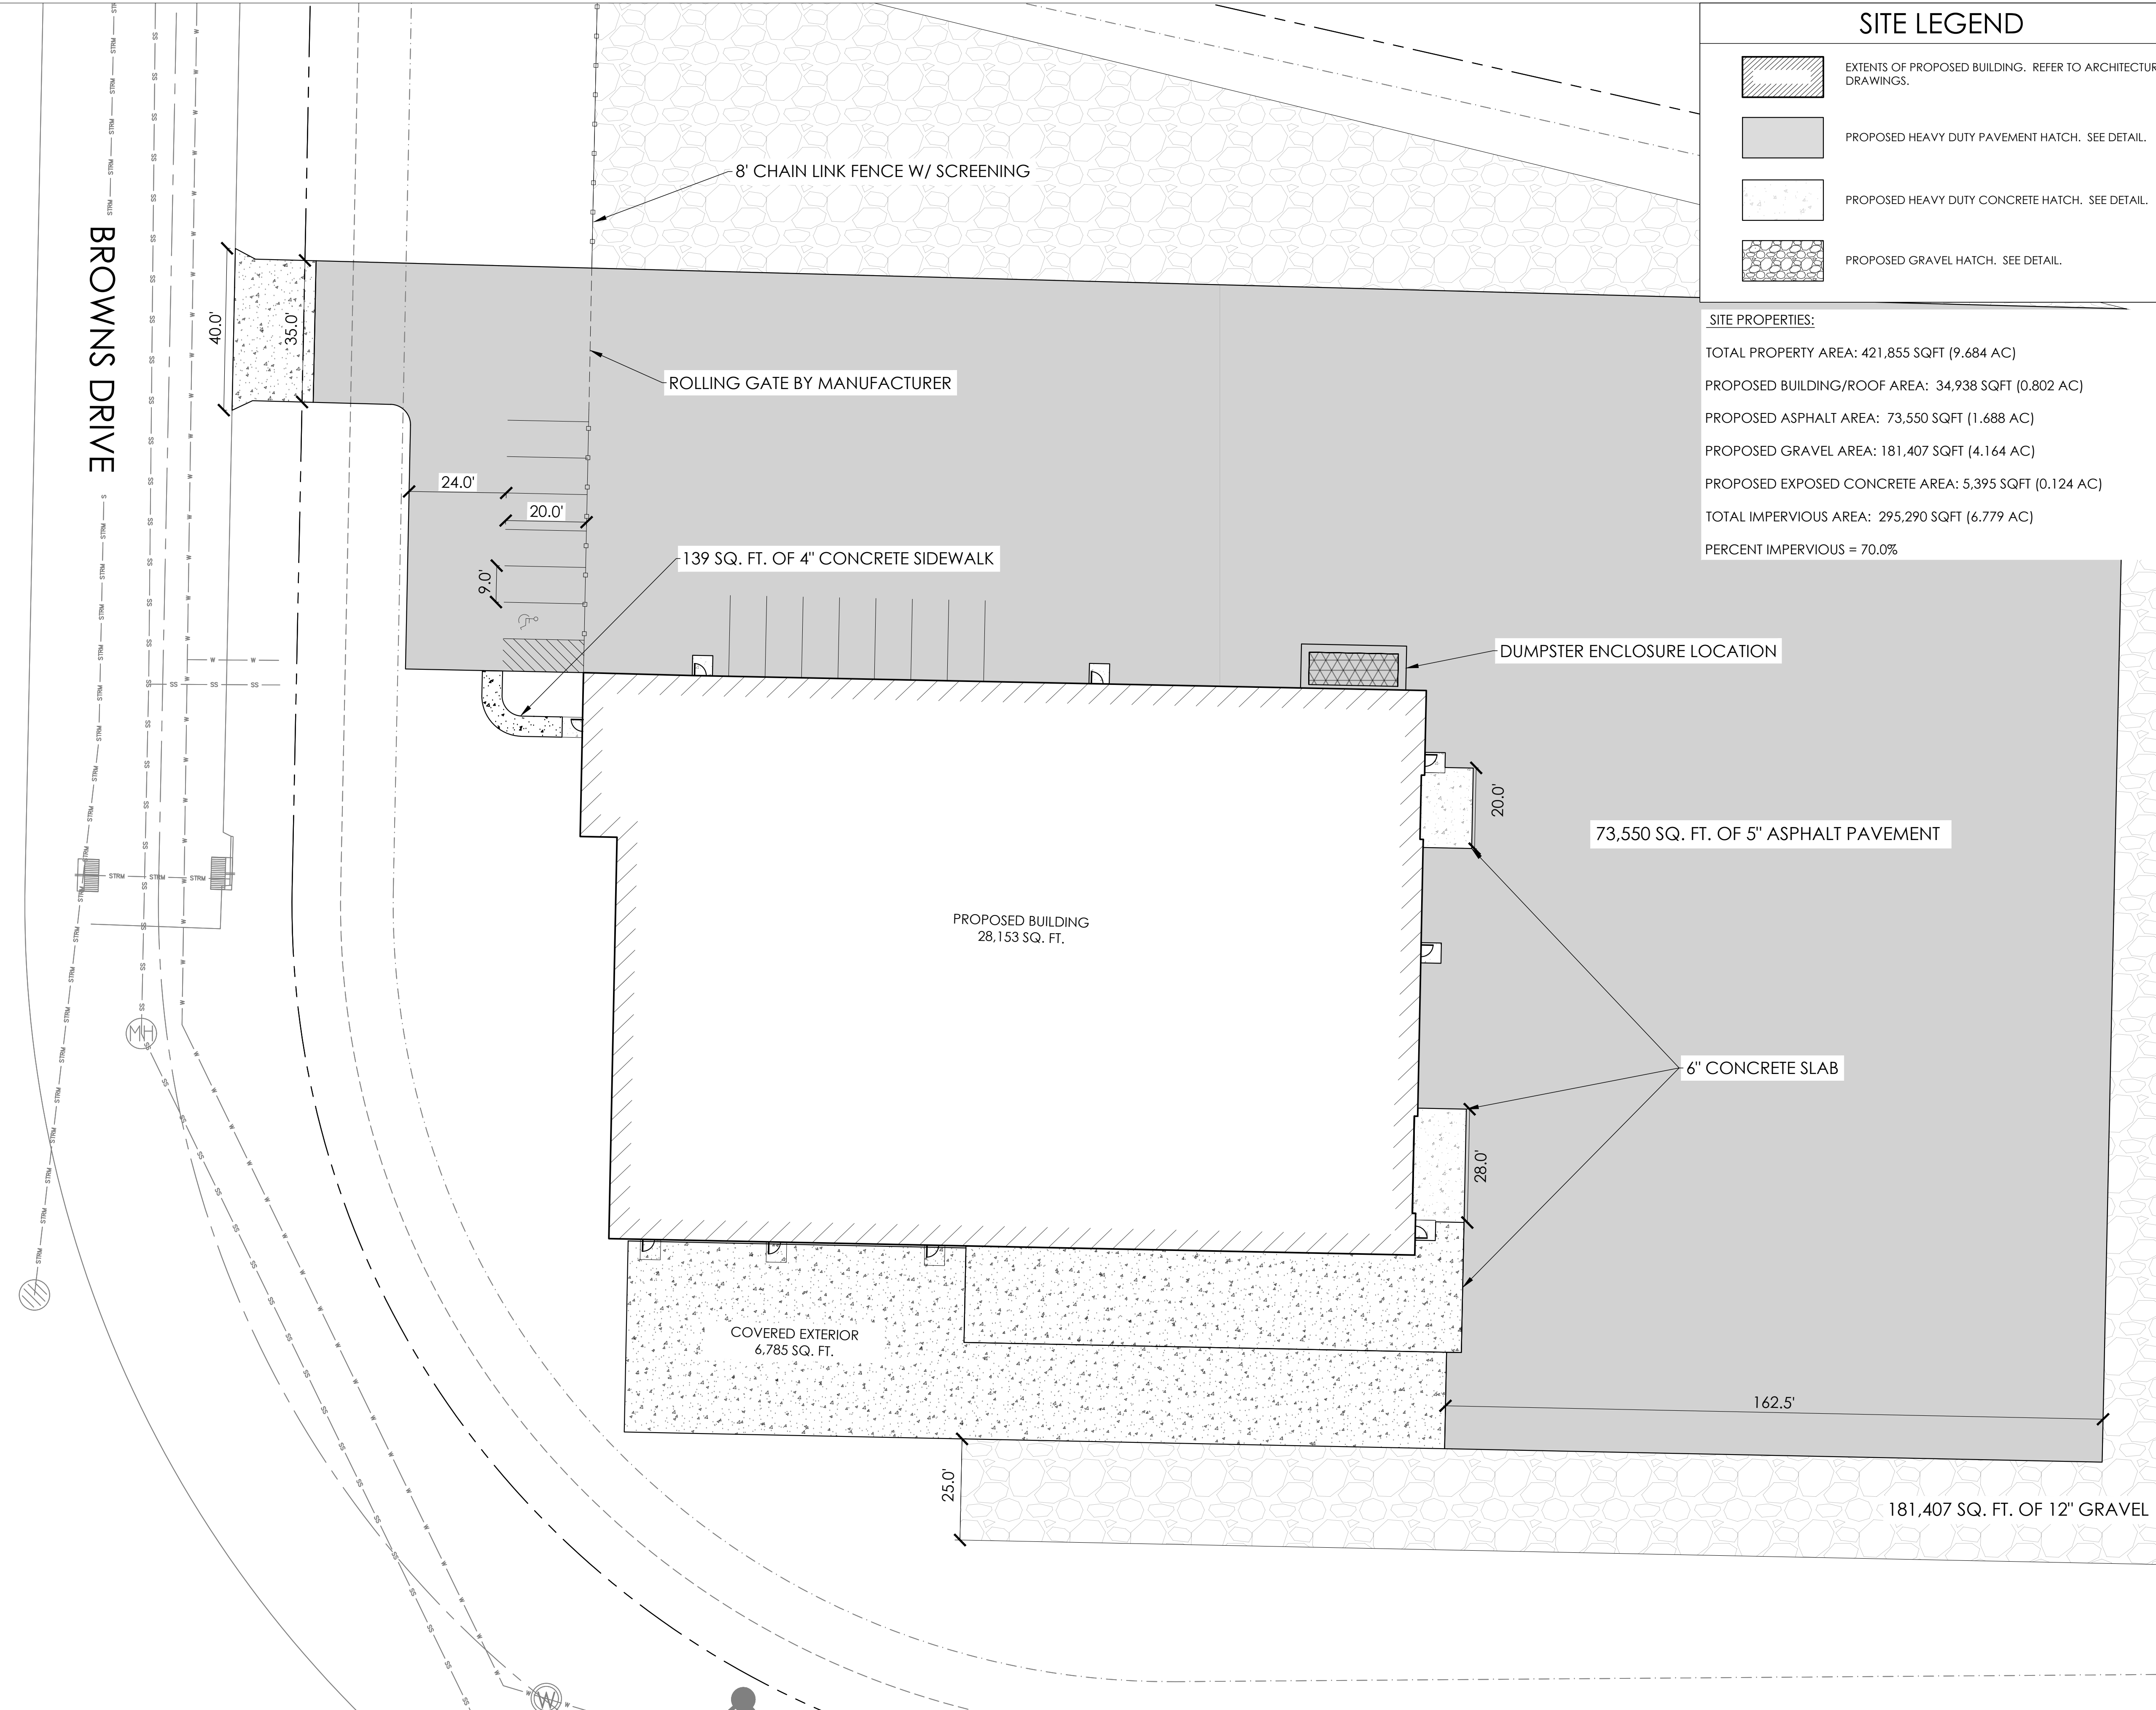 SITE LEGEND
EXTENTS OF PROPOSED BUILDING. REFER TO ARCHITECTUR
DRAWINGS.
PROPOSED HEAVY DUTY PAVEMENT HATCH. SEE DETAIL.
PROPOSED HEAVY DUTY CONCRETE HATCH. SEE DETAIL.
PROPOSED GRAVEL HATCH. SEE DETAIL.
SITE PROPERTIES:
TOTAL PROPERTY AREA: 421,855 SQFT (9.684 AC)
PROPOSED BUILDING/ROOF AREA: 34,938 SQFT (0.802 AC)
PROPOSED ASPHALT AREA: 73,550 SQFT (1.688 AC)
PROPOSED GRAVEL AREA: 181,407 SQFT (4.164 AC)
PROPOSED EXPOSED CONCRETE AREA: 5,395 SQFT (0.124 AC)
TOTAL IMPERVIOUS AREA: 295,290 SQFT (6.779 AC)
PERCENT IMPERVIOUS = 70.0%
8' CHAIN LINK FENCE W/ SCREENING
BROWNS DRIVE
40.0'
35.0'
ROLLING GATE BY MANUFACTURER
24.0'
20.0'
139 SQ. FT. OF 4" CONCRETE SIDEWALK
9.0'
DUMPSTER ENCLOSURE LOCATION
20.0'
73,550 SQ. FT. OF 5" ASPHALT PAVEMENT
PROPOSED BUILDING
28,153 SQ. FT.
6" CONCRETE SLAB
28.0'
COVERED EXTERIOR
6,785 SQ. FT.
162.5'
25.0'
181,407 SQ. FT. OF 12" GRAVEL
STRM
SS
W
MH
W